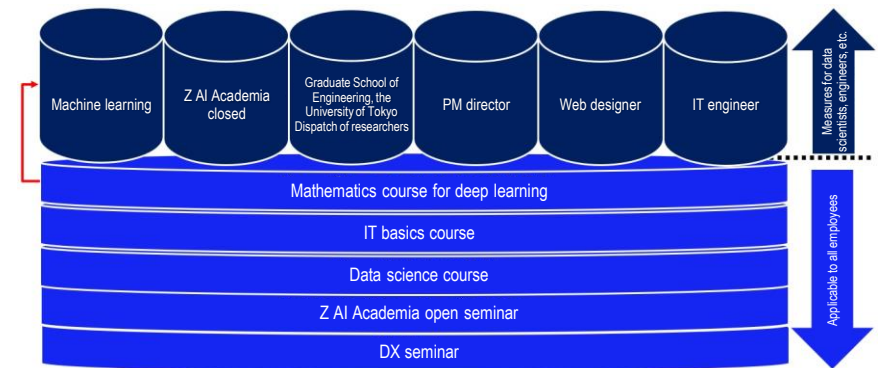 Machine learning
Z AI Academia
closed
Graduate School of
Engineering, the
University of Tokyo
Dispatch of researchers
PM director
Web designer
IT engineer
Measures for data
scientists, engineers, etc.
Mathematics course for deep learning
IT basics course
Data science course
Z AI Academia open seminar
DX seminar
Applicable to all employees